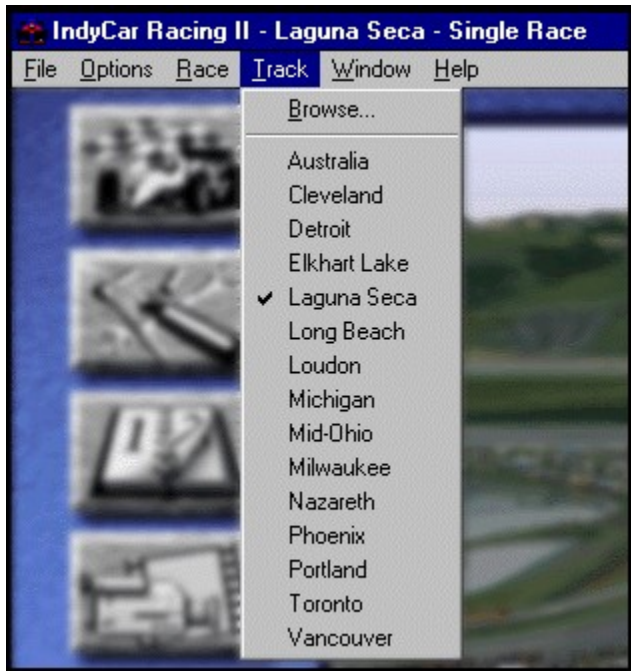 IndyCar Racing II - Laguna Seca - Single Race
File Options Race Track Window Help
Browse...
Australia
Cleveland
Detroit
Elkhart Lake
Laguna Seca
Long Beach
Loudon
Michigan
Mid-Ohio
Milwaukee
Nazareth
Phoenix
Portland
Toronto
Vancouver